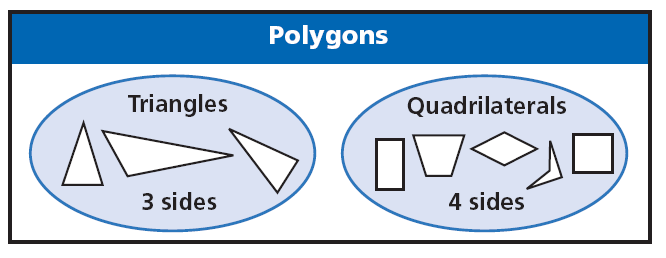 Polygons
Triangles
3 sides
Quadrilaterals
4 sides